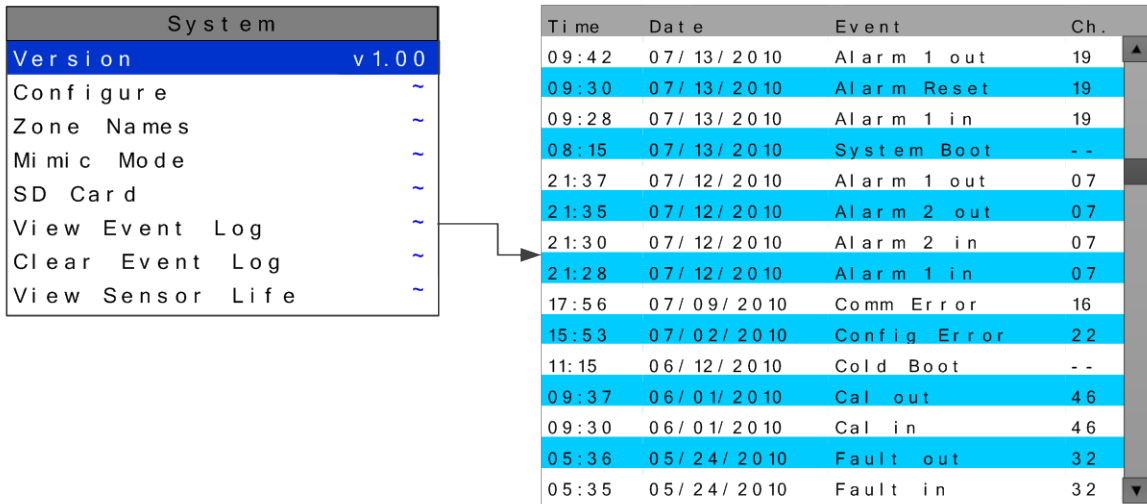 System
Version v1.00
Configure ~
Zone Names ~
Mimic Mode ~
SD Card ~
View Event Log ~
Clear Event Log ~
View Sensor Life ~
Time Date Event Ch.
09:42 07/13/2010 Alarm 1 out 19
09:30 07/13/2010 Alarm Reset 19
09:28 07/13/2010 Alarm 1 in 19
08:15 07/13/2010 System Boot --
21:37 07/12/2010 Alarm 1 out 07
21:35 07/12/2010 Alarm 2 out 07
21:30 07/12/2010 Alarm 2 in 07
21:28 07/12/2010 Alarm 1 in 07
17:56 07/09/2010 Comm Error 16
15:53 07/02/2010 Config Error 22
11:15 06/12/2010 Cold Boot --
09:37 06/01/2010 Cal out 46
09:30 06/01/2010 Cal in 46
05:36 05/24/2010 Fault out 32
05:35 05/24/2010 Fault in 32